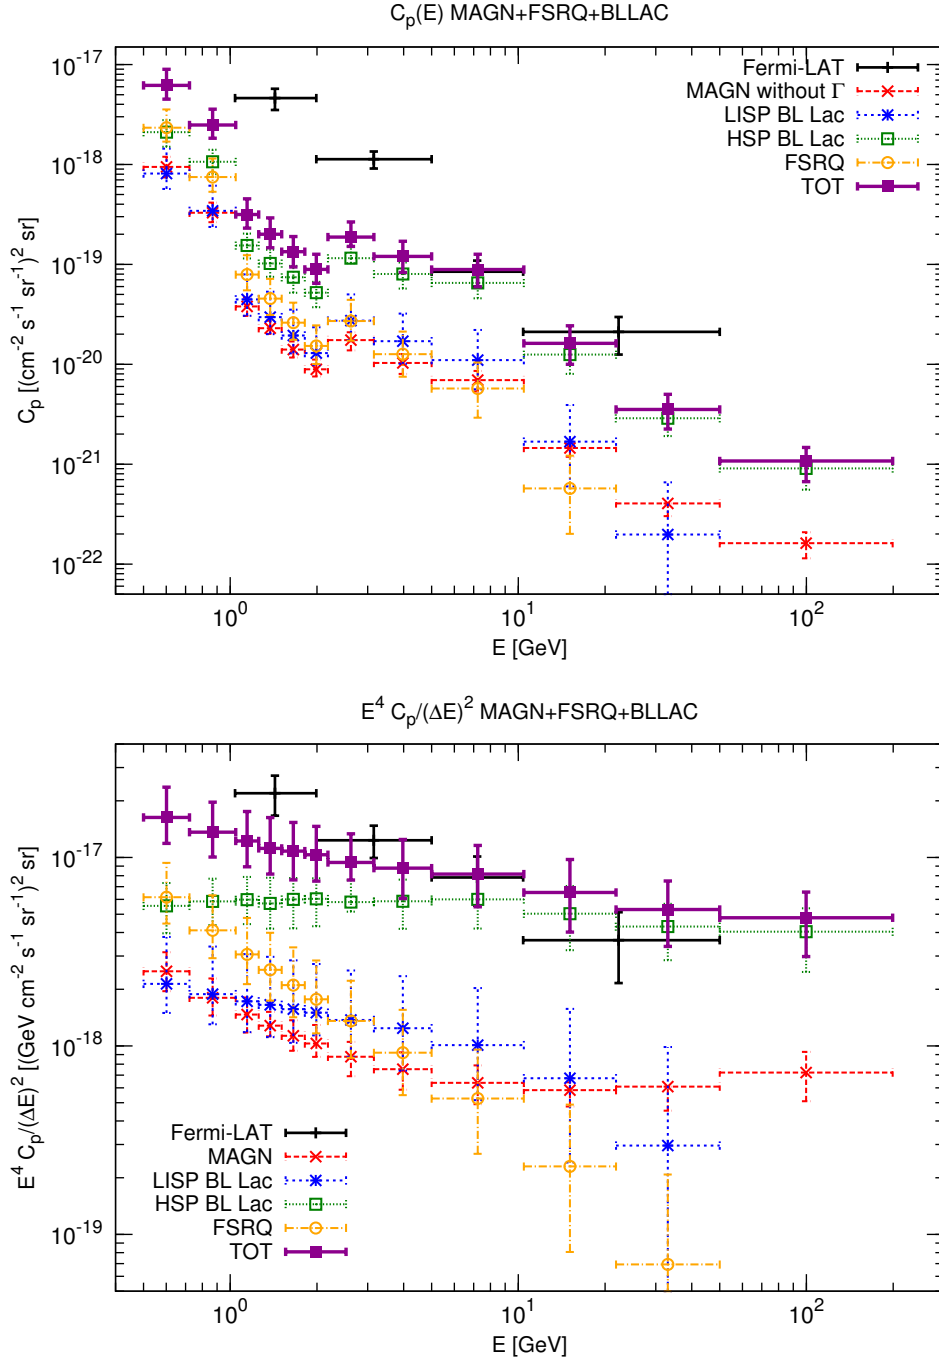 C_p(E) MAGN+FSRQ+BLLAC
C_p [(cm^-2 s^-1 sr^-1)^2 sr]
10^-17
10^-18
10^-19
10^-20
10^-21
10^-22
Fermi-LAT
MAGN without Γ
LISP BL Lac
HSP BL Lac
FSRQ
TOT
10^0
10^1
10^2
E [GeV]
E^4 C_p/(ΔE)^2 MAGN+FSRQ+BLLAC
E^4 C_p/(ΔE)^2 [(GeV cm^-2 s^-1 sr^-1)^2 sr]
10^-17
10^-18
10^-19
Fermi-LAT
MAGN
LISP BL Lac
HSP BL Lac
FSRQ
TOT
10^0
10^1
10^2
E [GeV]